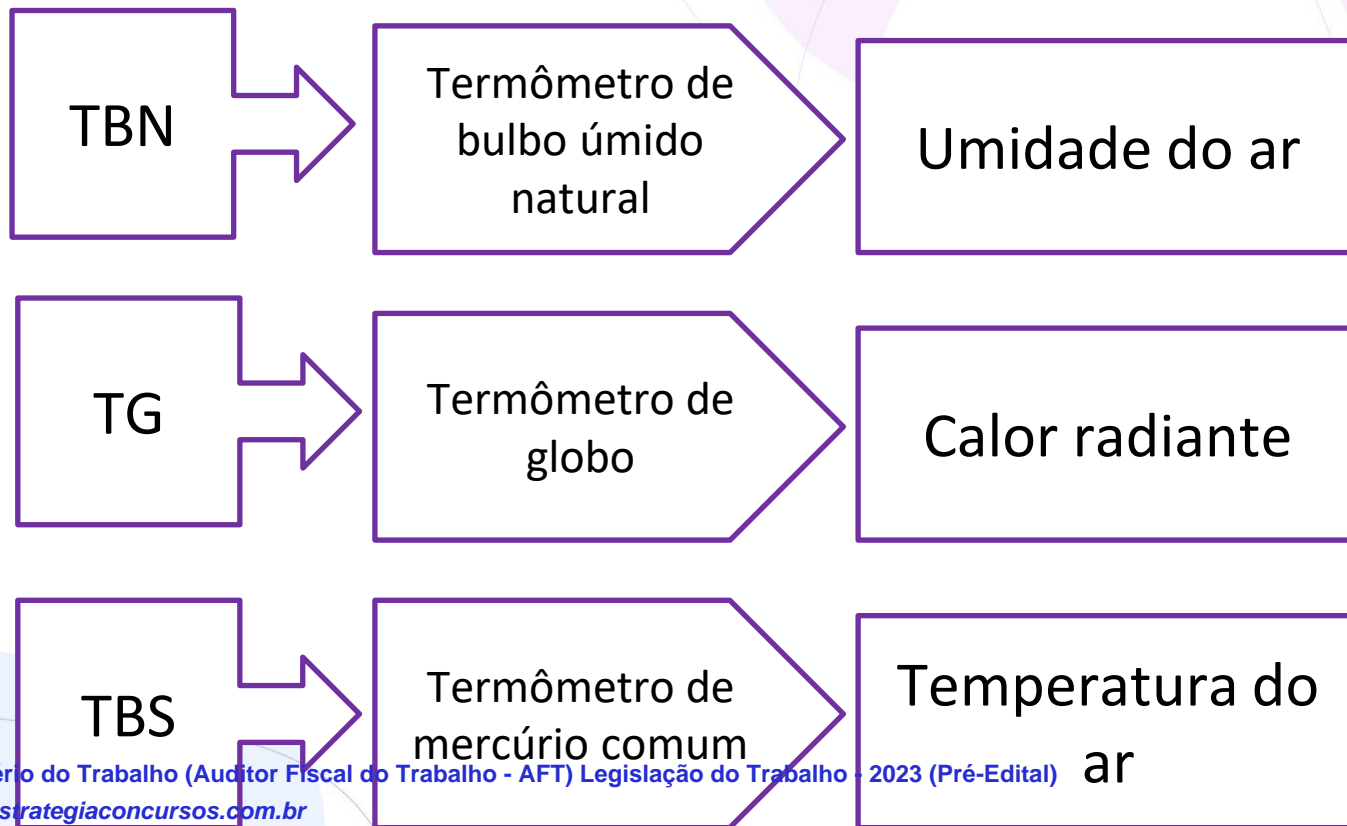 TBN
Termômetro de
bulbo úmido
natural
Umidade do ar
TG
Termômetro de
globo
Calor radiante
TBS
Termômetro de
mercúrio comum
Temperatura do
ar
ério do Trabalho (Auditor Fiscal do Trabalho - AFT) Legislação do Trabalho - 2023 (Pré-Edital)
strategiaconcursos.com.br